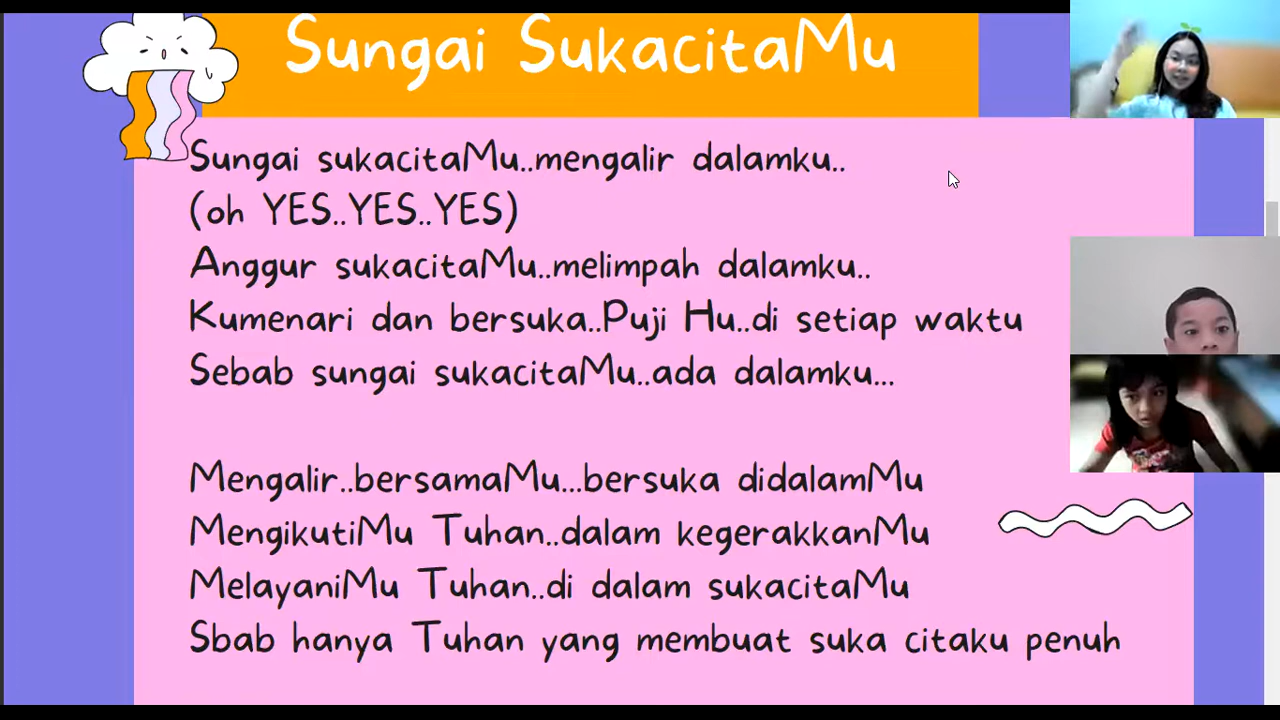 Sungai SukacitaMu
Sungai sukacitaMu..mengalir dalamku..
(oh YES..YES..YES)
Anggur sukacitaMu..melimpah dalamku..
Kumenari dan bersuka..Puji Hu..di setiap waktu
Sebab sungai sukacitaMu..ada dalamku...
Mengalir..bersamaMu...bersuka didalamMu
MengikutiMu Tuhan..dalam kegerakkanMu
MelayaniMu Tuhan..di dalam sukacitaMu
Sbab hanya Tuhan yang membuat suka citaku penuh